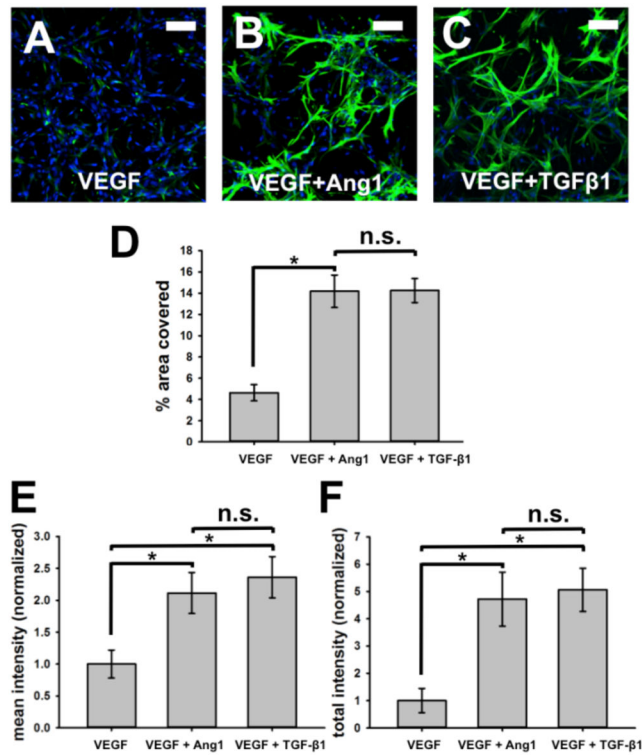 A
B
C
VEGF
VEGF+Ang1
VEGF+TGFβ1
D
n.s.
*
18
16
14
12
10
8
6
4
2
0
% area covered
VEGF
VEGF + Ang1
VEGF + TGF-β1
E
n.s.
*
*
3.0
2.5
2.0
1.5
1.0
0.5
0.0
mean intensity (normalized)
VEGF
VEGF + Ang1
VEGF + TGF-β1
F
n.s.
*
*
7
6
5
4
3
2
1
0
total intensity (normalized)
VEGF
VEGF + Ang1
VEGF + TGF-β1